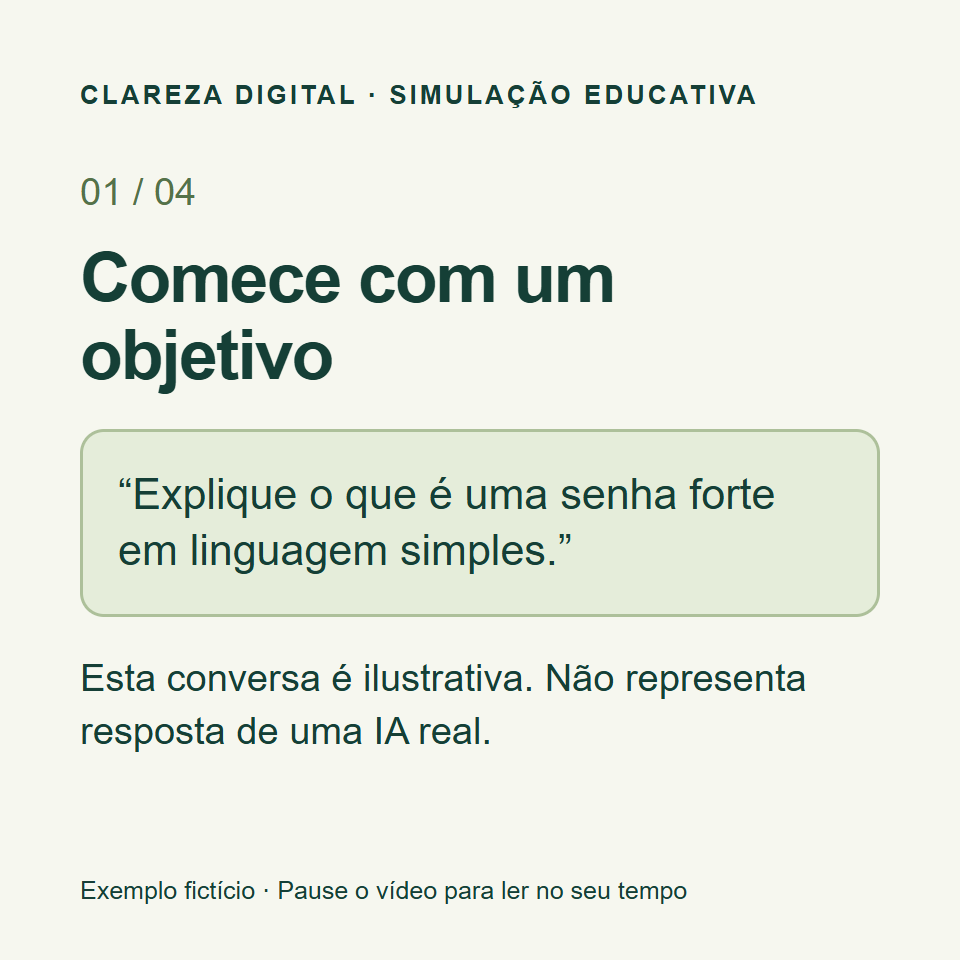 CLAREZA DIGITAL · SIMULAÇÃO EDUCATIVA
01 / 04
Comece com um
objetivo
“Explique o que é uma senha forte
em linguagem simples.”
Esta conversa é ilustrativa. Não representa
resposta de uma IA real.
Exemplo fictício · Pause o vídeo para ler no seu tempo